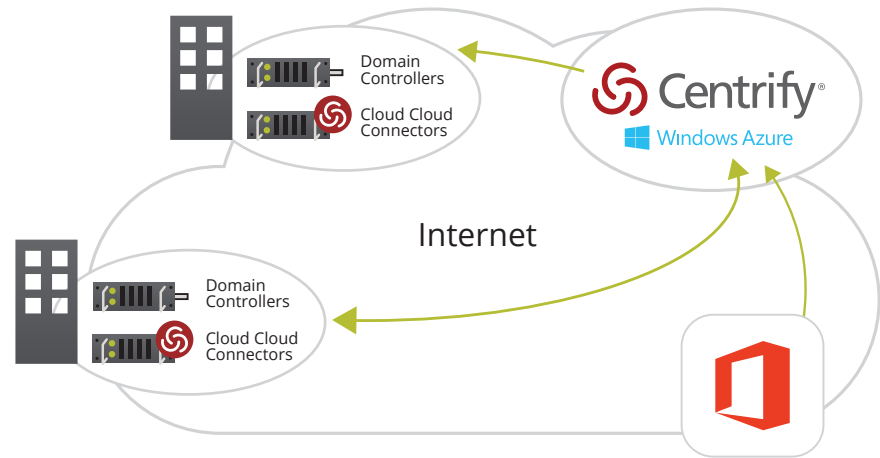 Domain
Controllers
Cloud Cloud
Connectors
Centrify®
Windows Azure
Internet
Domain
Controllers
Cloud Cloud
Connectors